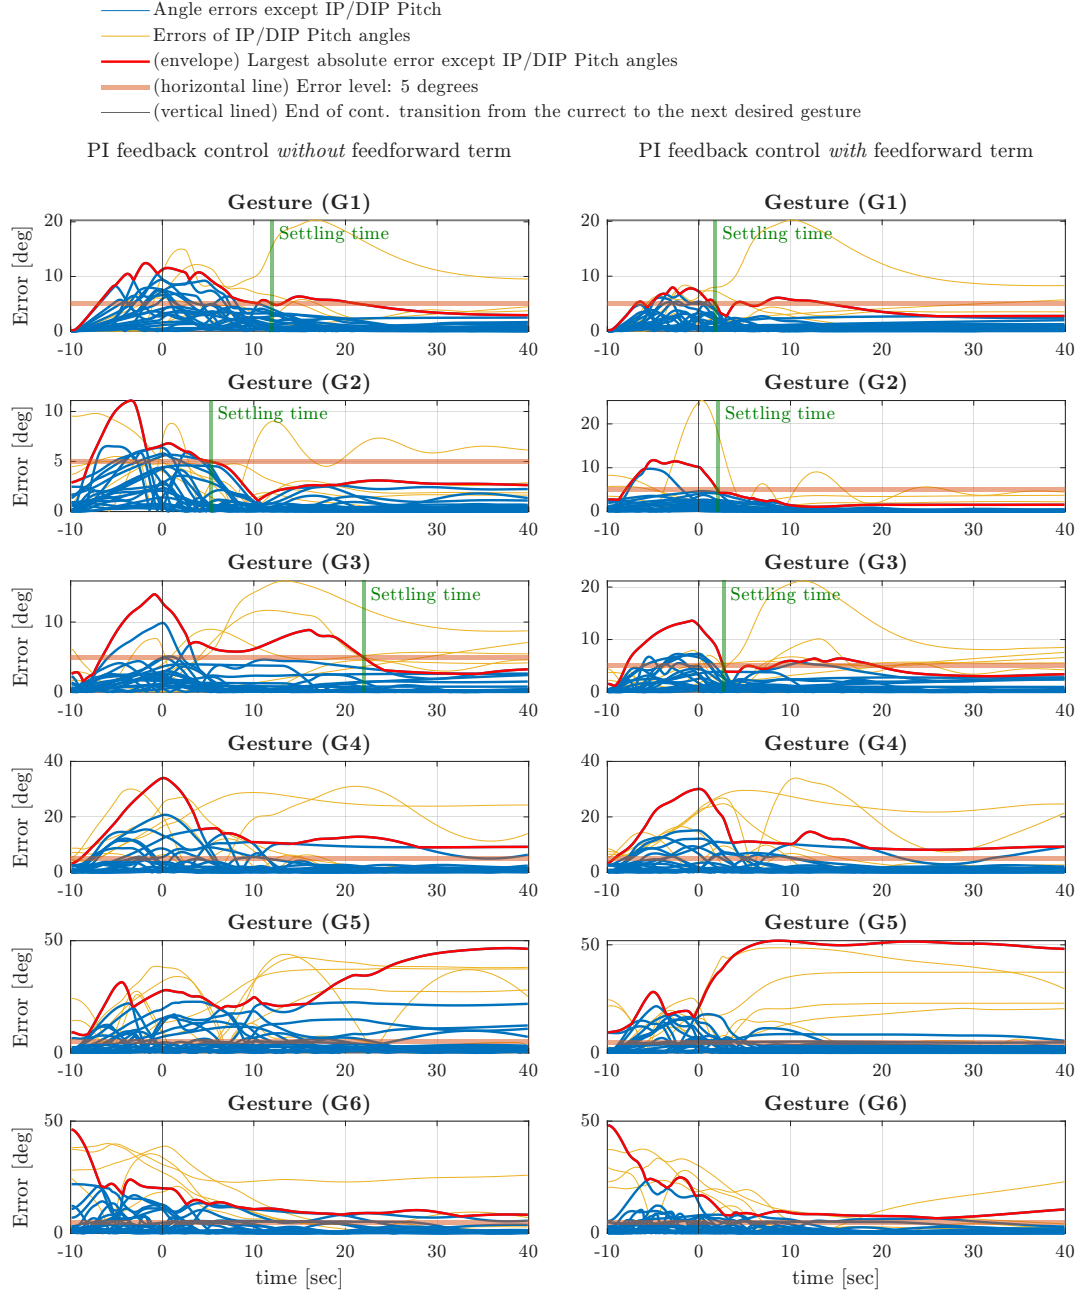 Angle errors except IP/DIP Pitch
Errors of IP/DIP Pitch angles
(envelope) Largest absolute error except IP/DIP Pitch angles
(horizontal line) Error level: 5 degrees
(vertical lined) End of cont. transition from the currect to the next desired gesture
PI feedback control without feedforward term
PI feedback control with feedforward term
Gesture (G1)
Error [deg]
20
10
0
Settling time
-10 0 10 20 30 40
Gesture (G1)
20
10
0
Settling time
-10 0 10 20 30 40
Gesture (G2)
Error [deg]
10
5
0
Settling time
-10 0 10 20 30 40
Gesture (G2)
20
10
0
Settling time
-10 0 10 20 30 40
Gesture (G3)
Error [deg]
10
0
Settling time
-10 0 10 20 30 40
Gesture (G3)
20
10
0
Settling time
-10 0 10 20 30 40
Gesture (G4)
Error [deg]
40
20
0
-10 0 10 20 30 40
Gesture (G4)
40
20
0
-10 0 10 20 30 40
Gesture (G5)
Error [deg]
50
0
-10 0 10 20 30 40
Gesture (G5)
50
0
-10 0 10 20 30 40
Gesture (G6)
Error [deg]
50
0
-10 0 10 20 30 40
time [sec]
Gesture (G6)
50
0
-10 0 10 20 30 40
time [sec]